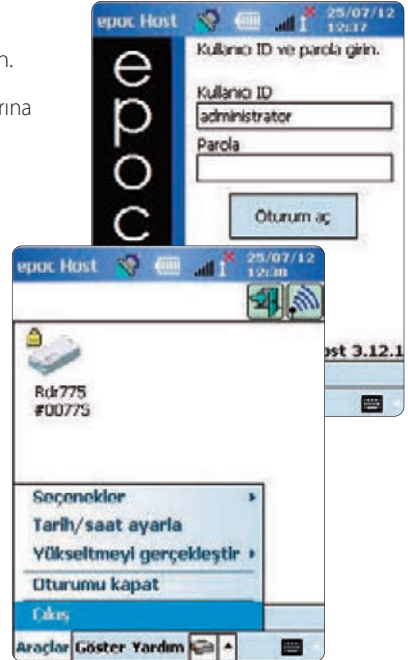 n.
rına
epoc Host
25/07/12
12:37
epoc
Kullanıcı ID ve parola girin.
Kullanıcı ID
administrator
Parola
Oturum aç
ost 3.12.1
epoc Host
25/07/12
12:38
Rdr775
#00775
Seçenekler
Tarih/saat ayarla
Yükseltmeyi gerçekleştir
Oturumu kapat
Çıkış
Araçlar Göster Yardım